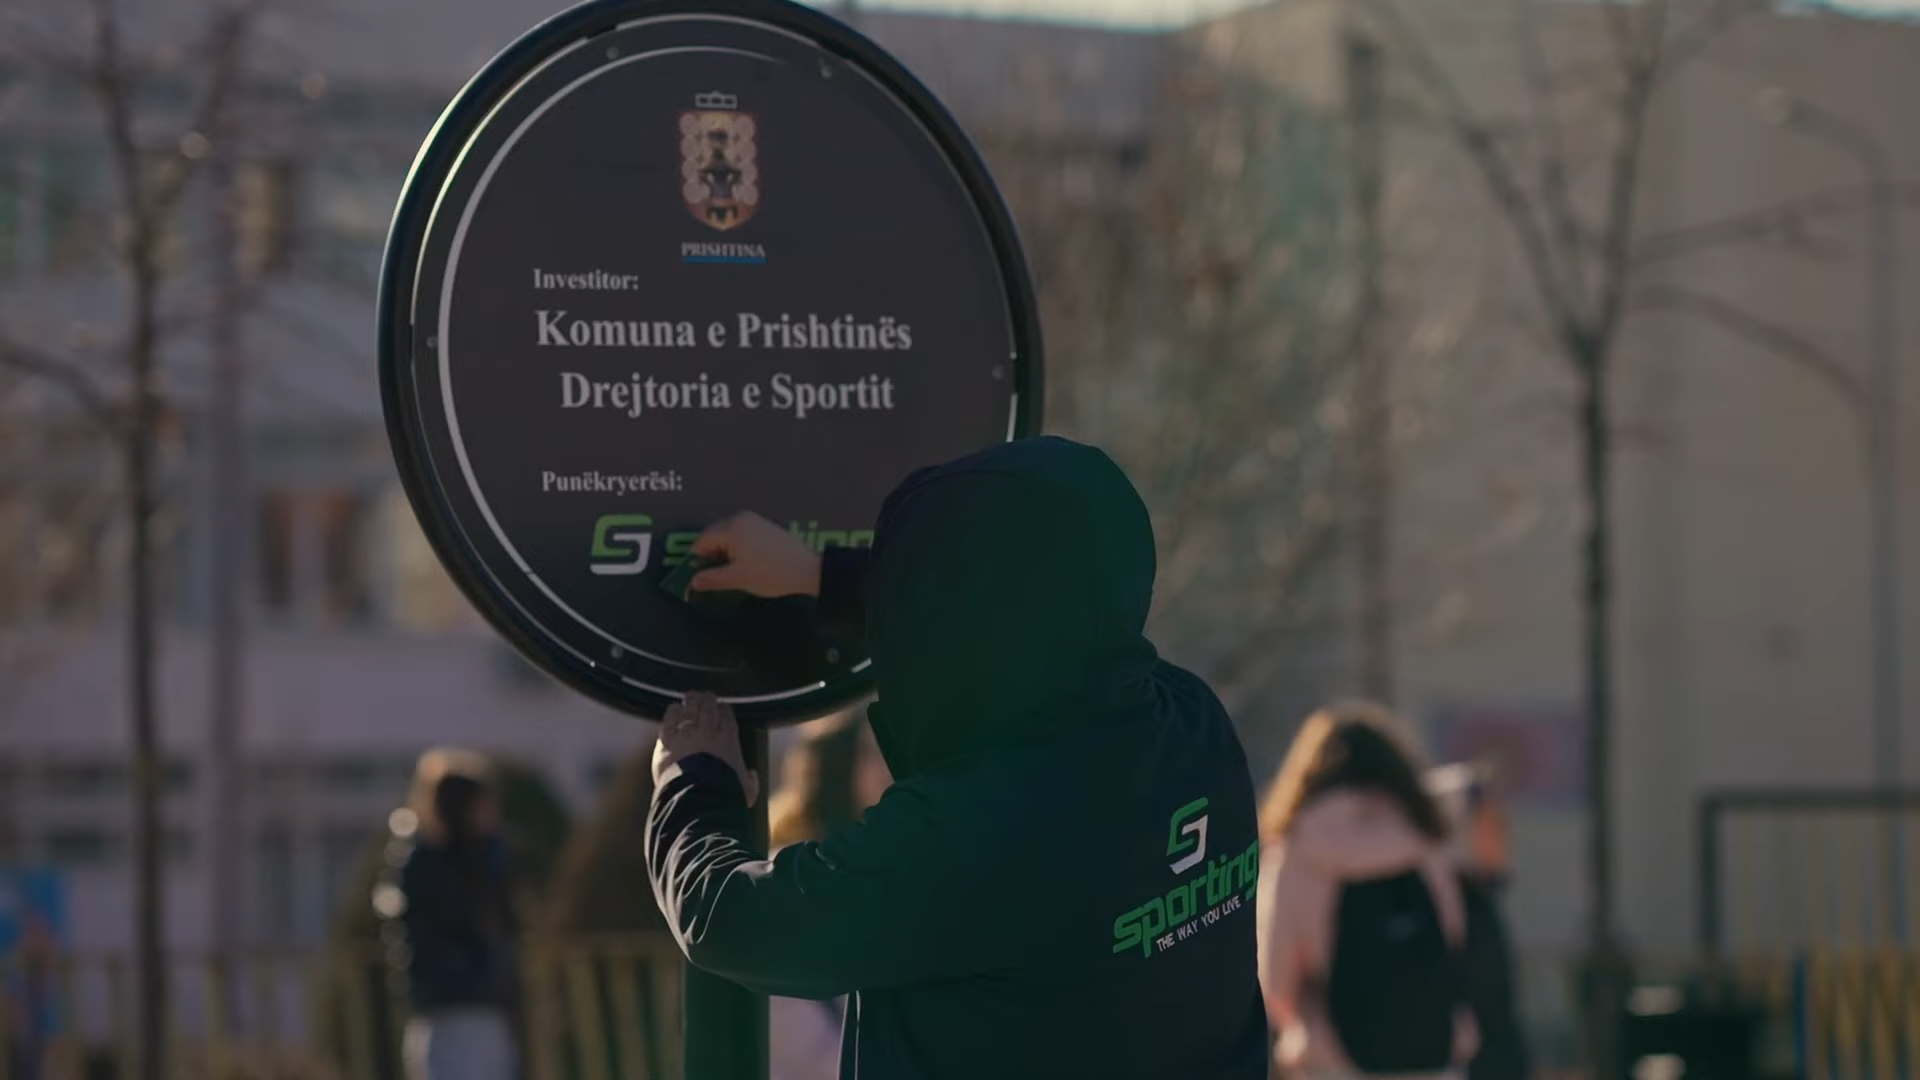 PRISHTINA
Investitor:
Komuna e Prishtinës
Drejtoria e Sportit
Punëkryerësi:
sporting
THE WAY YOU LIVE